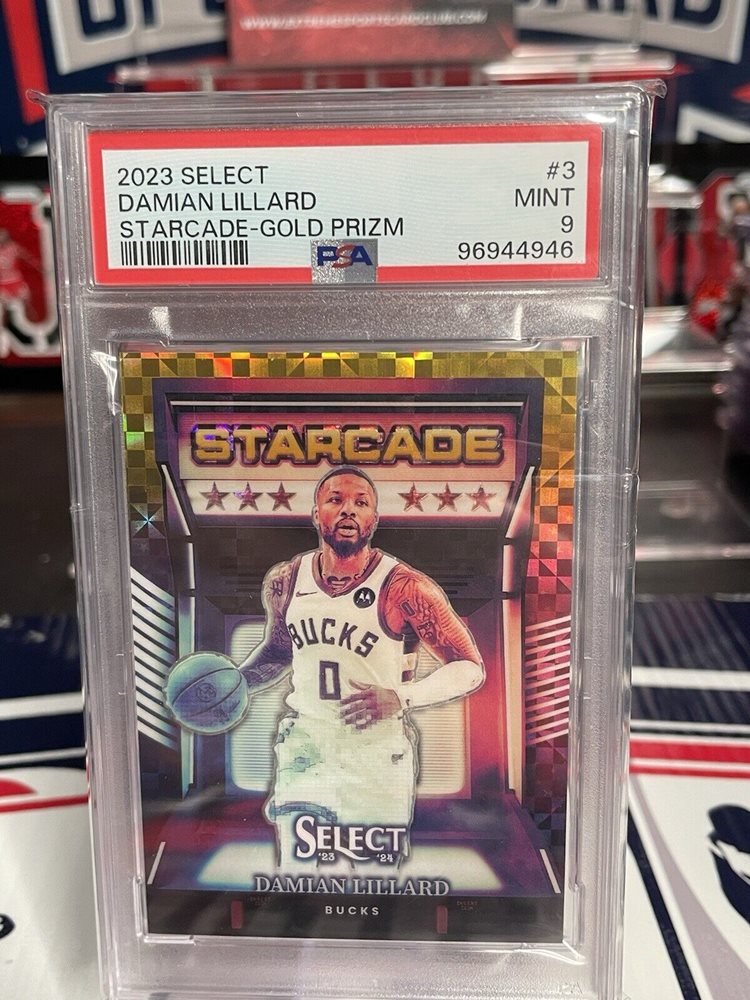 2023 SELECT #3
DAMIAN LILLARD MINT
STARCADE-GOLD PRIZM 9
PSA 96944946
STARCADE
BUCKS
0
SELECT
'23 '24
DAMIAN LILLARD
BUCKS